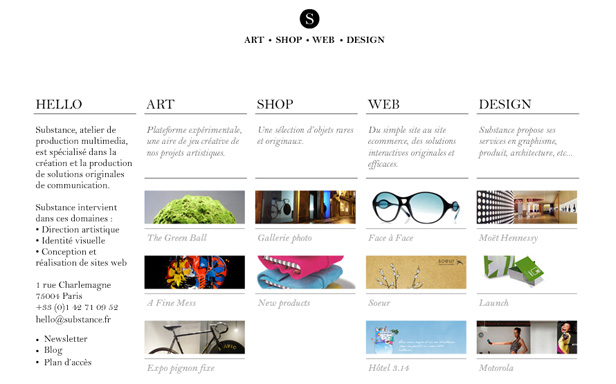 S
ART • SHOP • WEB • DESIGN
HELLO
Substance, atelier de
production multimedia,
est spécialisé dans la
création et la production
de solutions originales
de communication.
Substance intervient
dans ces domaines :
• Direction artistique
• Identité visuelle
• Conception et
réalisation de sites web
1 rue Charlemagne
75004 Paris
+33 (0)1 42 71 09 52
hello@substance.fr
• Newsletter
• Blog
• Plan d'accès
ART
Plateforme expérimentale,
une aire de jeu créative de
nos projets artistiques.
The Green Ball
A Fine Mess
Expo pignon fixe
SHOP
Une sélection d'objets rares
et originaux.
Gallerie photo
New products
WEB
Du simple site au site
ecommerce, des solutions
interactives originales et
efficaces.
Face à Face
soeur
Soeur
Hôtel 3.14
DESIGN
Substance propose ses
services en graphisme,
produit, architecture, etc...
Moët Hennessy
Launch
Motorola